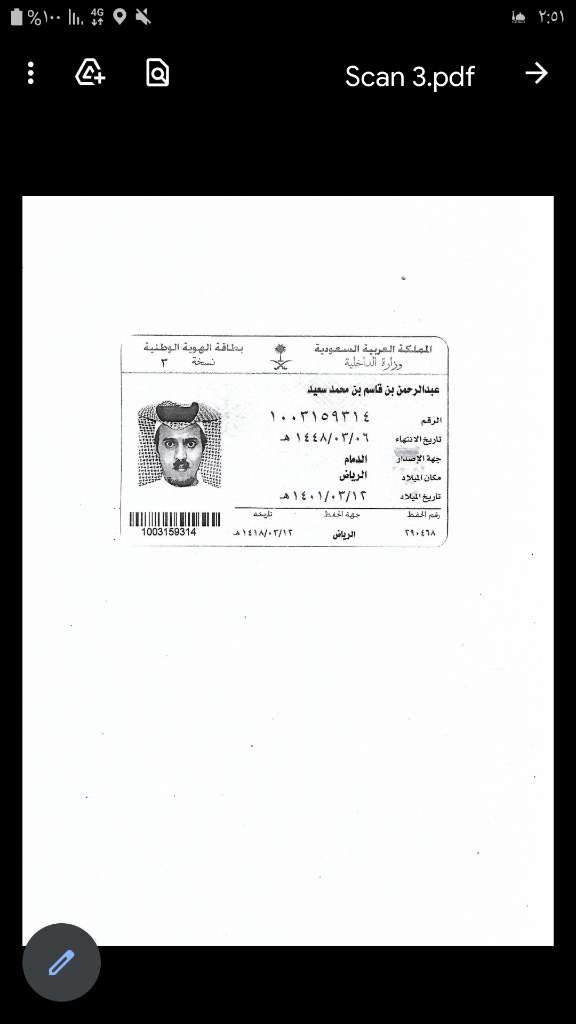 ٪١٠٠ 4G ٢:٥١
Scan 3.pdf
المملكة العربية السعودية
وزارة الداخلية
بطاقة الهوية الوطنية
نسخة ٣
عبدالرحمن بن قاسم بن محمد سعيد
الرقم ١٠٠٣١٥٩٣١٤
تاريخ الانتهاء ١٤٤٨/٠٣/٠٦ هـ
جهة الإصدار الدمام
مكان الميلاد الرياض
تاريخ الميلاد ١٤٠١/٠٣/١٢ هـ
رقم الحفظ جهة الحفظ تاريخه
٢٩٠٤٦٨ الرياض ١٤١٨/٠٣/١٢ هـ
1003159314